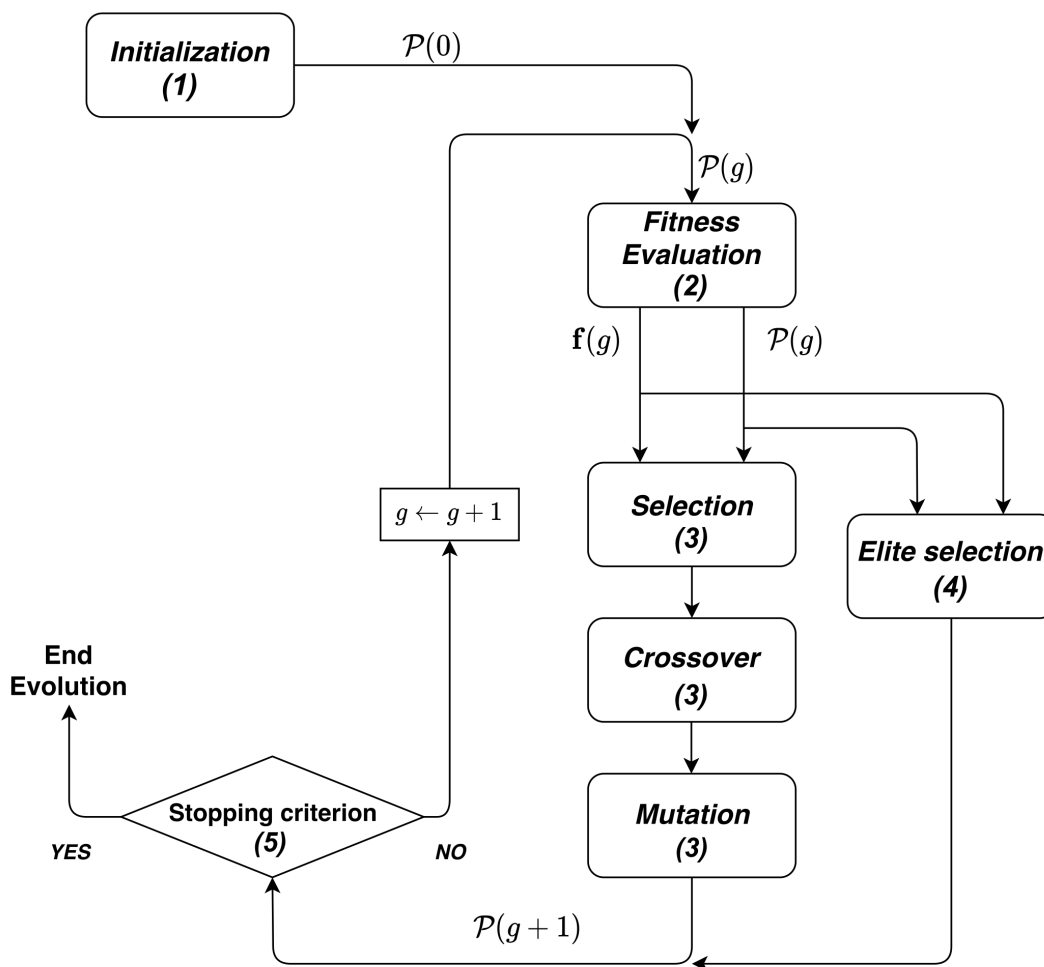 Initialization
(1)
𝒫(0)
𝒫(g)
Fitness
Evaluation
(2)
𝐟(g)
𝒫(g)
Selection
(3)
g ← g + 1
Elite selection
(4)
Crossover
(3)
End
Evolution
Mutation
(3)
Stopping criterion
(5)
YES
NO
𝒫(g + 1)